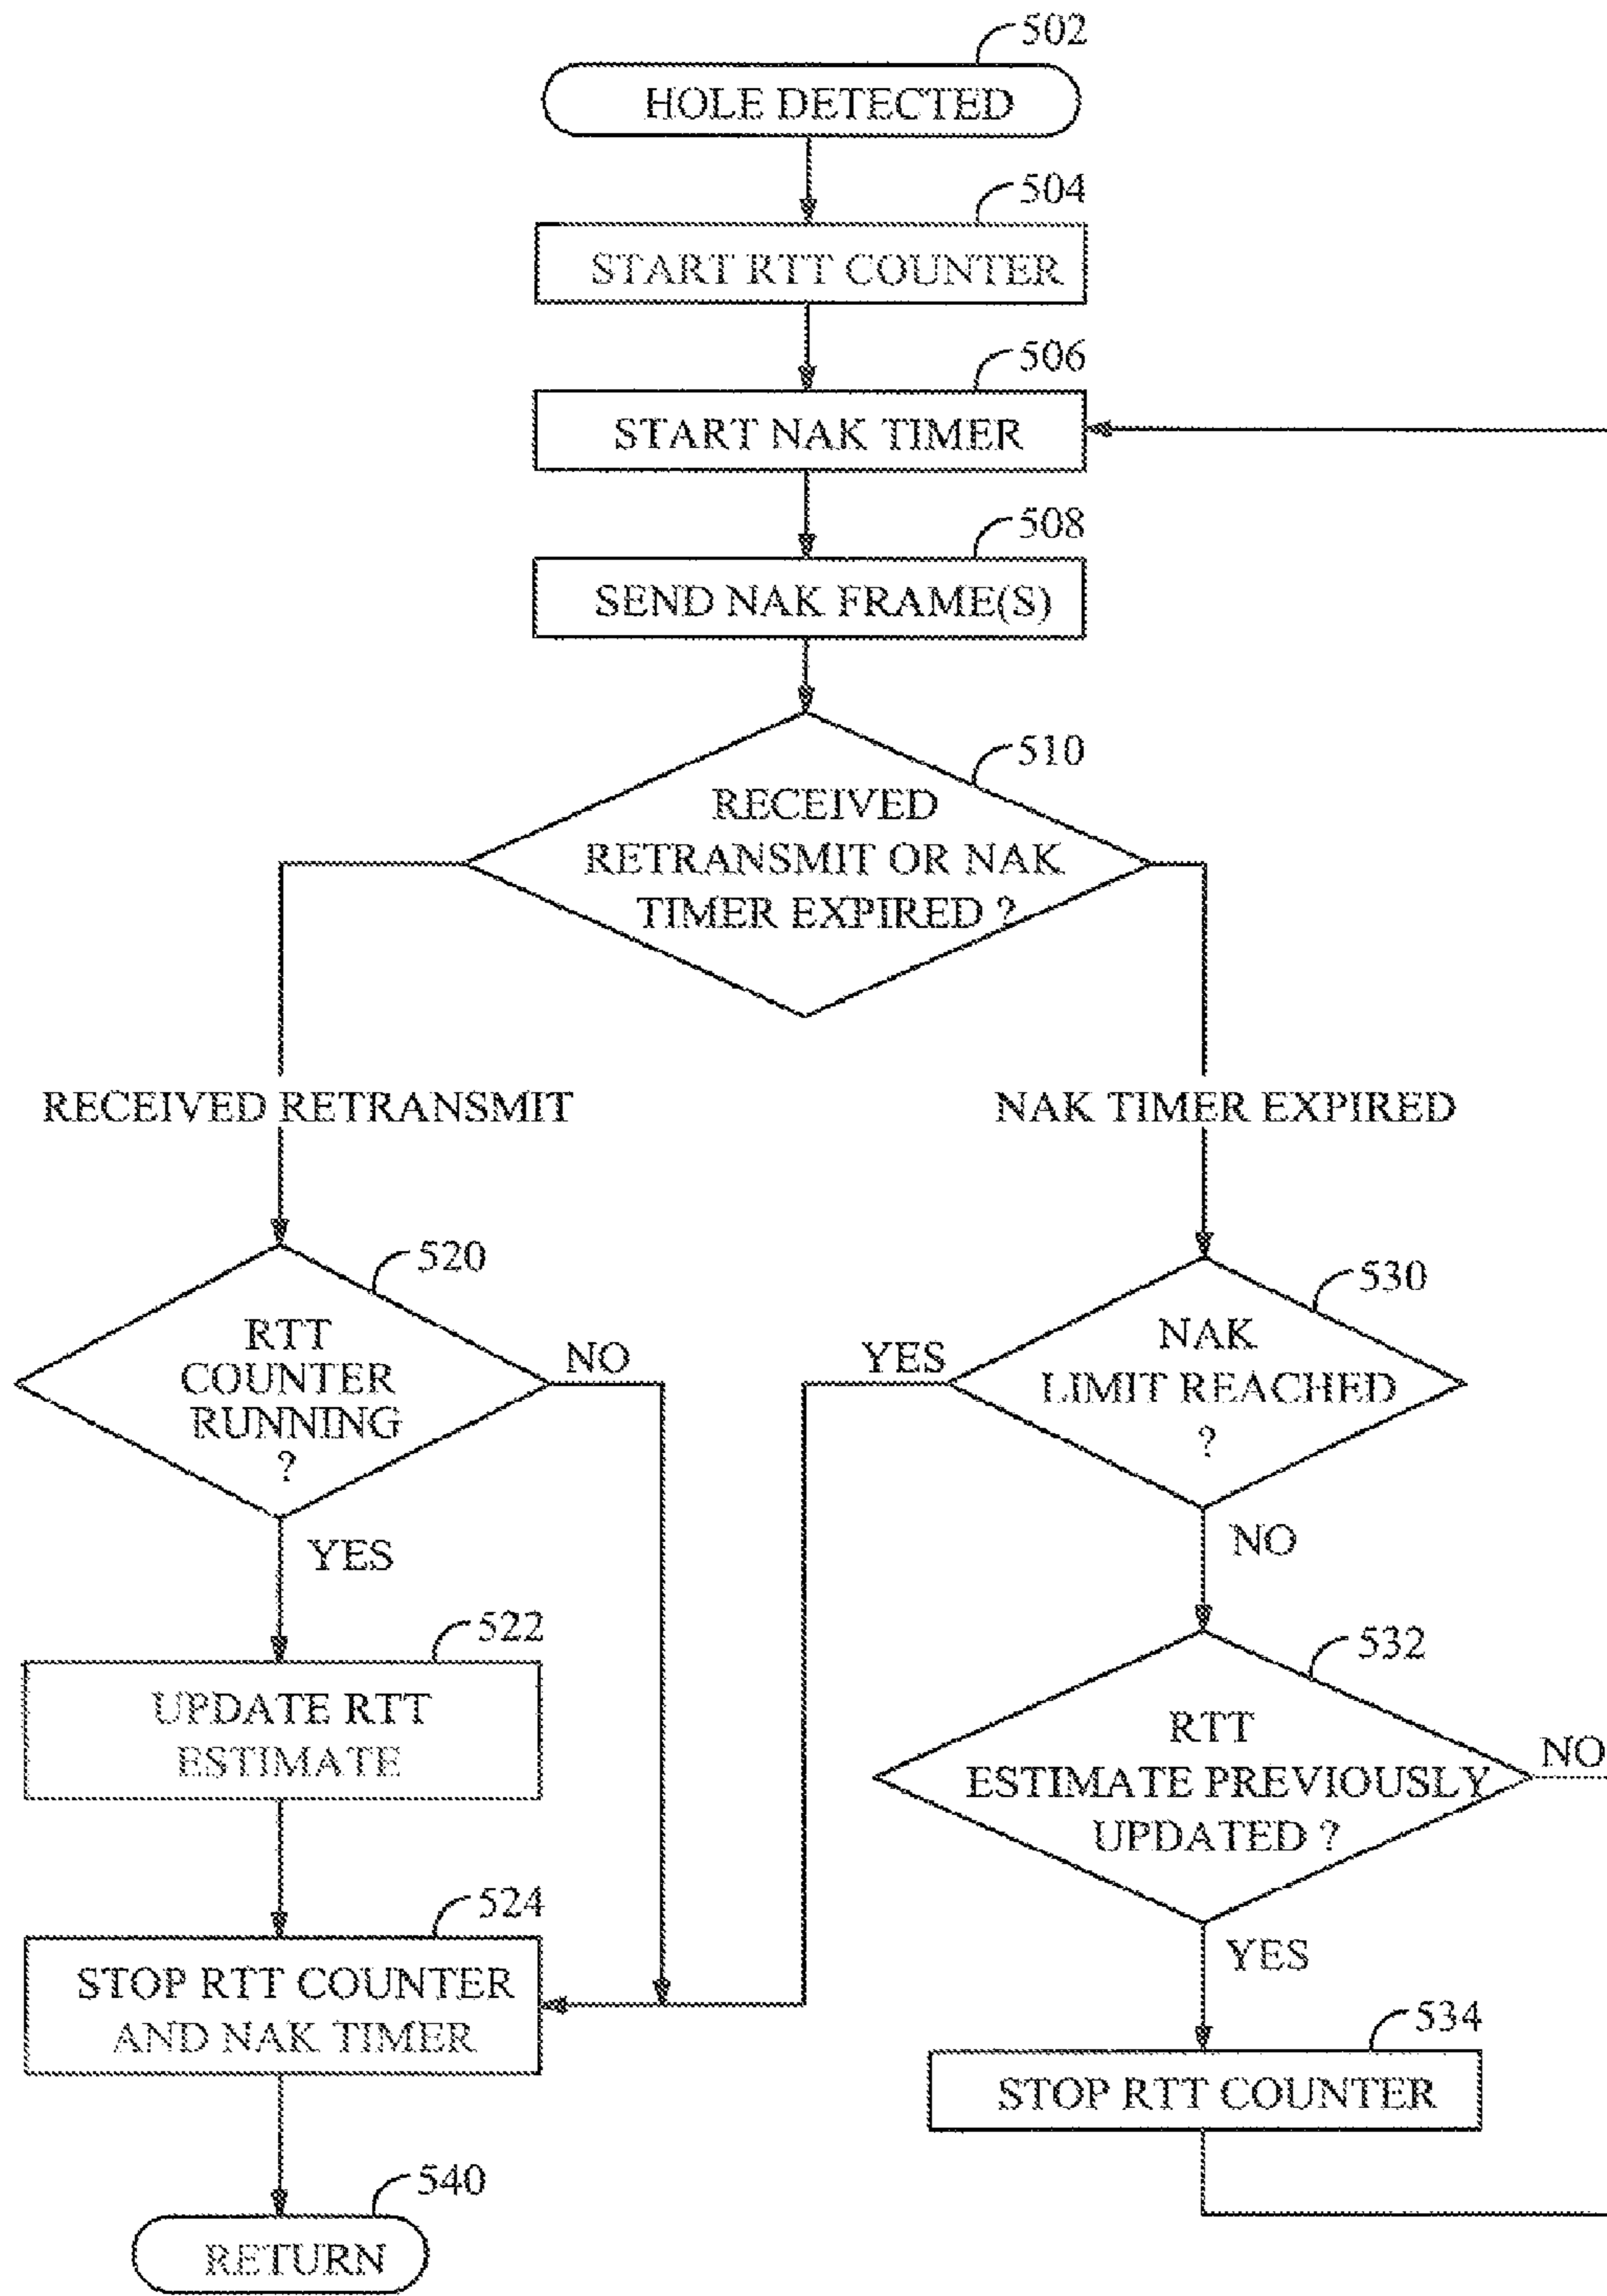 502
HOLE DETECTED
504
START RTT COUNTER
506
START NAK TIMER
508
SEND NAK FRAME(S)
510
RECEIVED
RETRANSMIT OR NAK
TIMER EXPIRED ?
RECEIVED RETRANSMIT
NAK TIMER EXPIRED
520
RTT
COUNTER
RUNNING
?
NO
YES
530
NAK
LIMIT REACHED
?
YES
NO
522
UPDATE RTT
ESTIMATE
532
RTT
ESTIMATE PREVIOUSLY
UPDATED ?
NO
YES
524
STOP RTT COUNTER
AND NAK TIMER
534
STOP RTT COUNTER
540
RETURN